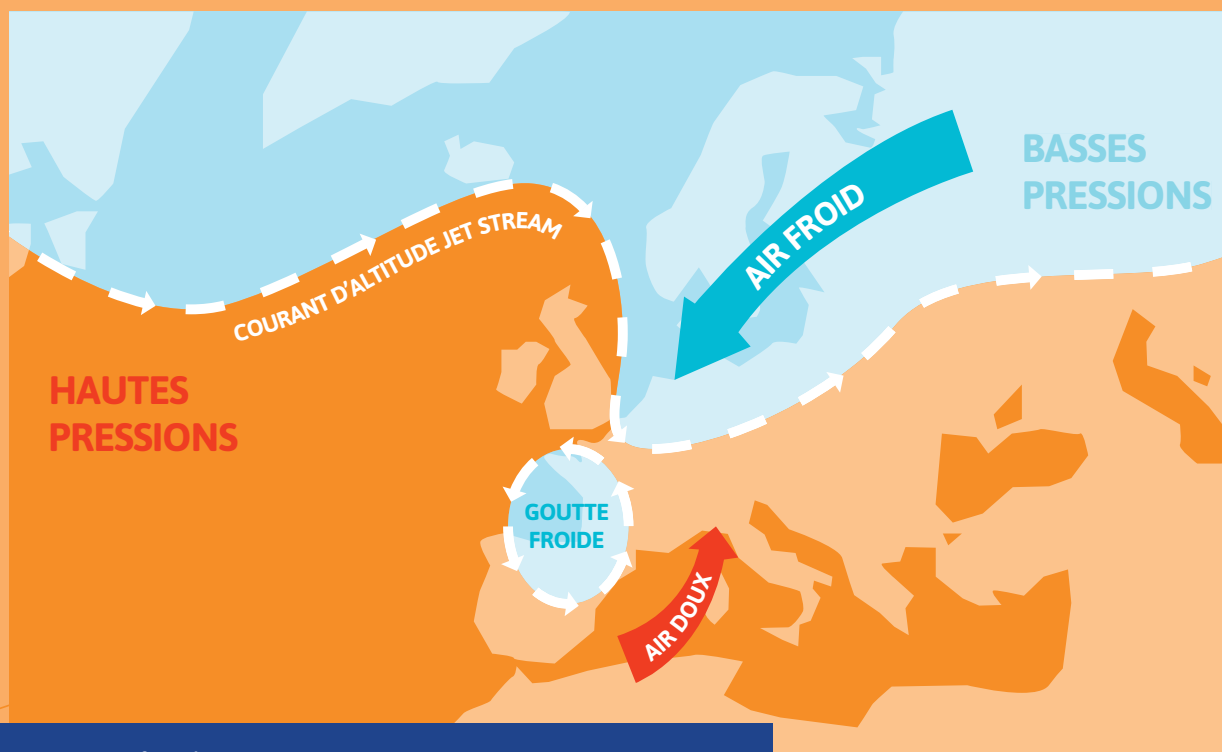 BASSES
PRESSIONS
AIR FROID
COURANT D'ALTITUDE JET STREAM
HAUTES
PRESSIONS
GOUTTE
FROIDE
AIR DOUX